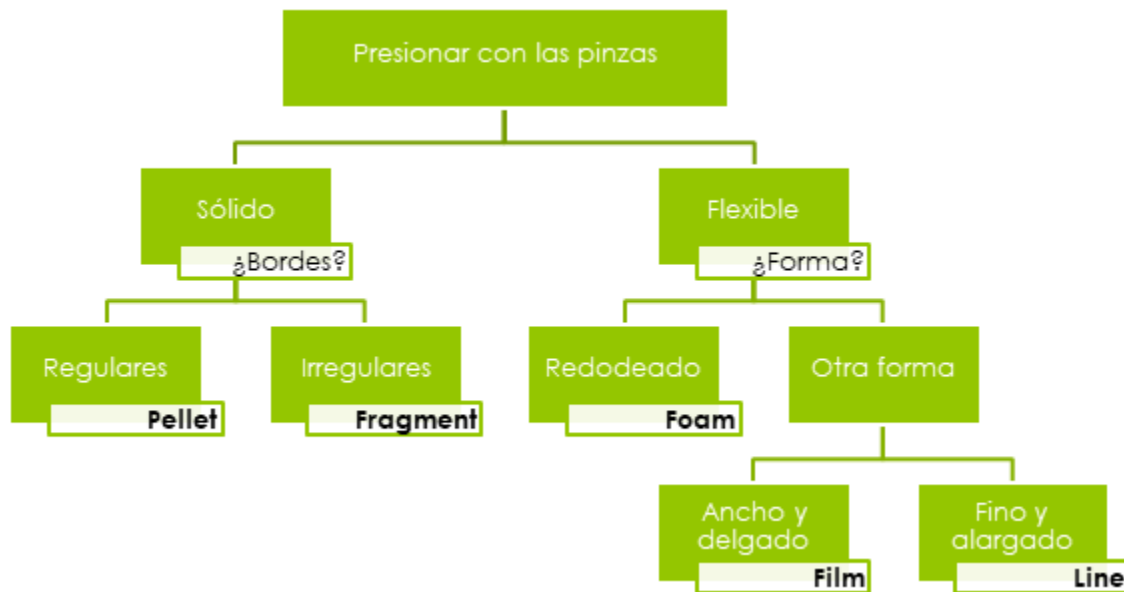 Presionar con las pinzas
Sólido
¿Bordes?
Flexible
¿Forma?
Regulares
Pellet
Irregulares
Fragment
Redodeado
Foam
Otra forma
Ancho y
delgado
Film
Fino y
alargado
Line